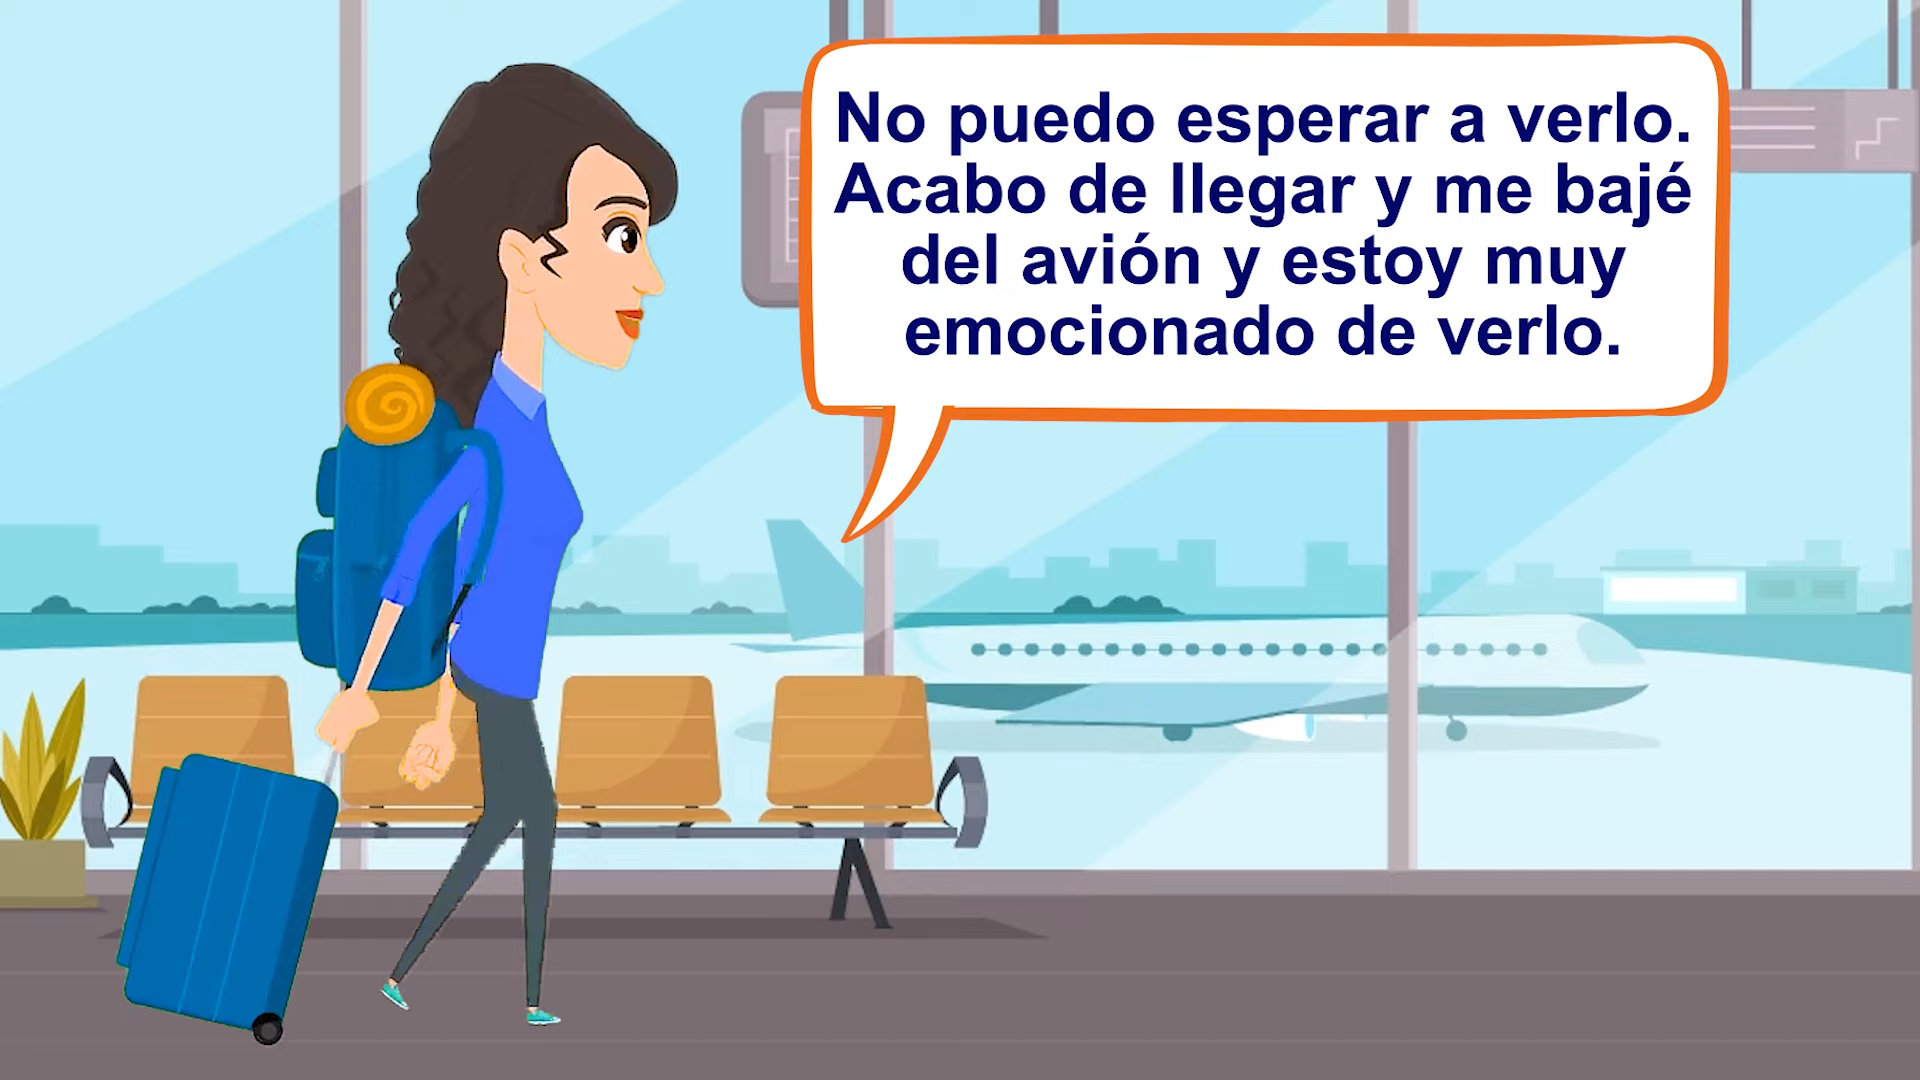 No puedo esperar a verlo.
Acabo de llegar y me bajé
del avión y estoy muy
emocionado de verlo.